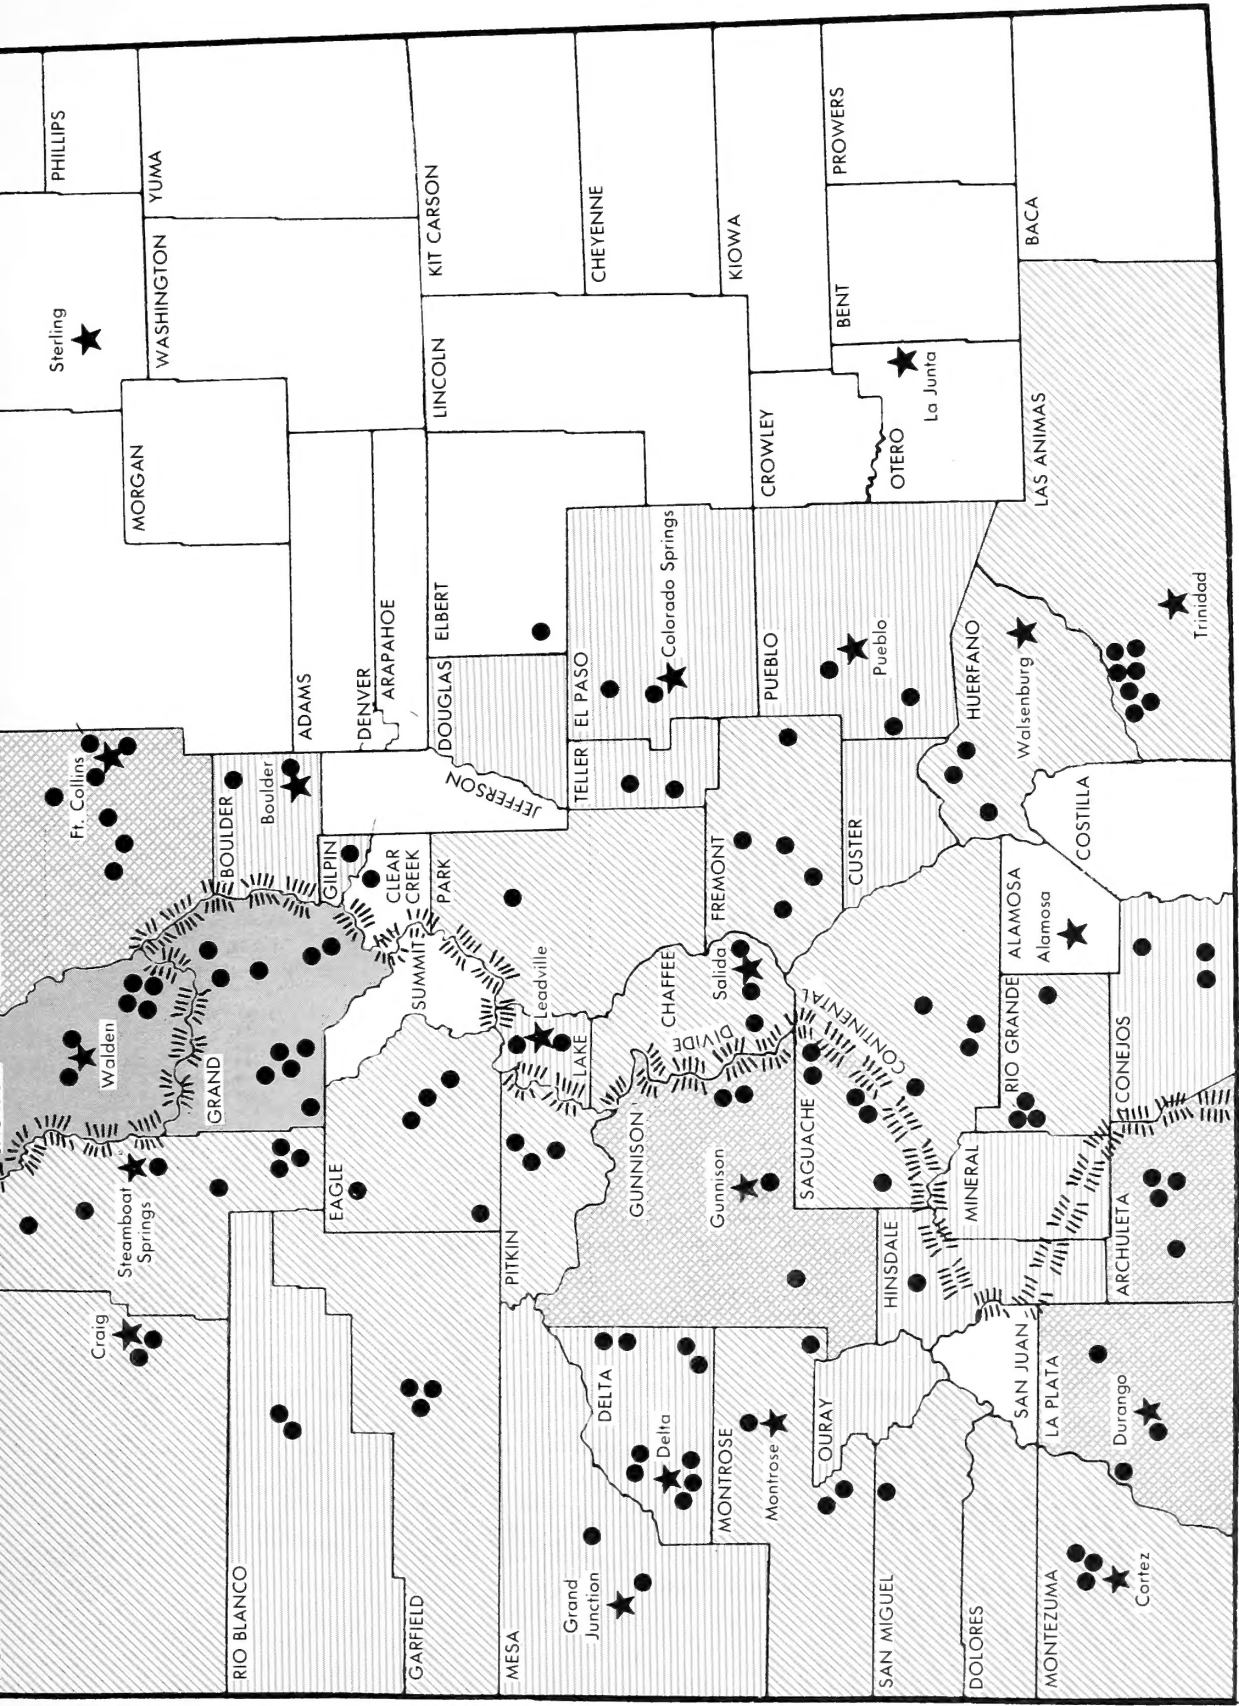 PHILLIPS
YUMA
Sterling
WASHINGTON
MORGAN
KIT CARSON
CHEYENNE
KIOWA
PROWERS
BACA
LINCOLN
BENT
La Junta
CROWLEY
OTERO
LAS ANIMAS
ADAMS
DENVER
ARAPAHOE
ELBERT
DOUGLAS
EL PASO
Colorado Springs
PUEBLO
Pueblo
HUERFANO
Walsenburg
Trinidad
Ft. Collins
BOULDER
Boulder
JEFFERSON
TELLER
GILPIN
CLEAR
CREEK
PARK
FREMONT
CUSTER
COSTILLA
ALAMOSA
Alamosa
Walden
GRAND
SUMMIT
Leadville
LAKE
CHAFFEE
Salida
CONTINENTAL
DIVIDE
RIO GRANDE
CONEJOS
Steamboat
Springs
EAGLE
PITKIN
GUNNISON
Gunnison
SAGUACHE
MINERAL
HINSDALE
ARCHULETA
Craig
DELTA
Delta
MONTROSE
Montrose
OURAY
SAN JUAN
LA PLATA
Durango
RIO BLANCO
GARFIELD
MESA
Grand
Junction
SAN MIGUEL
DOLORES
MONTEZUMA
Cortez